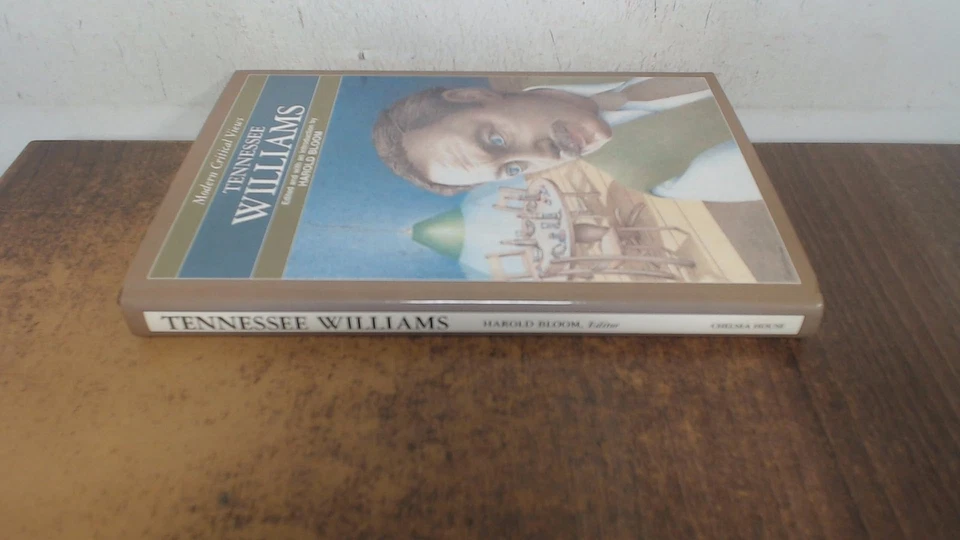 Modern Critical Views
TENNESSEE
WILLIAMS
Edited and with an introduction by
HAROLD BLOOM
TENNESSEE WILLIAMS HAROLD BLOOM, Editor CHELSEA HOUSE